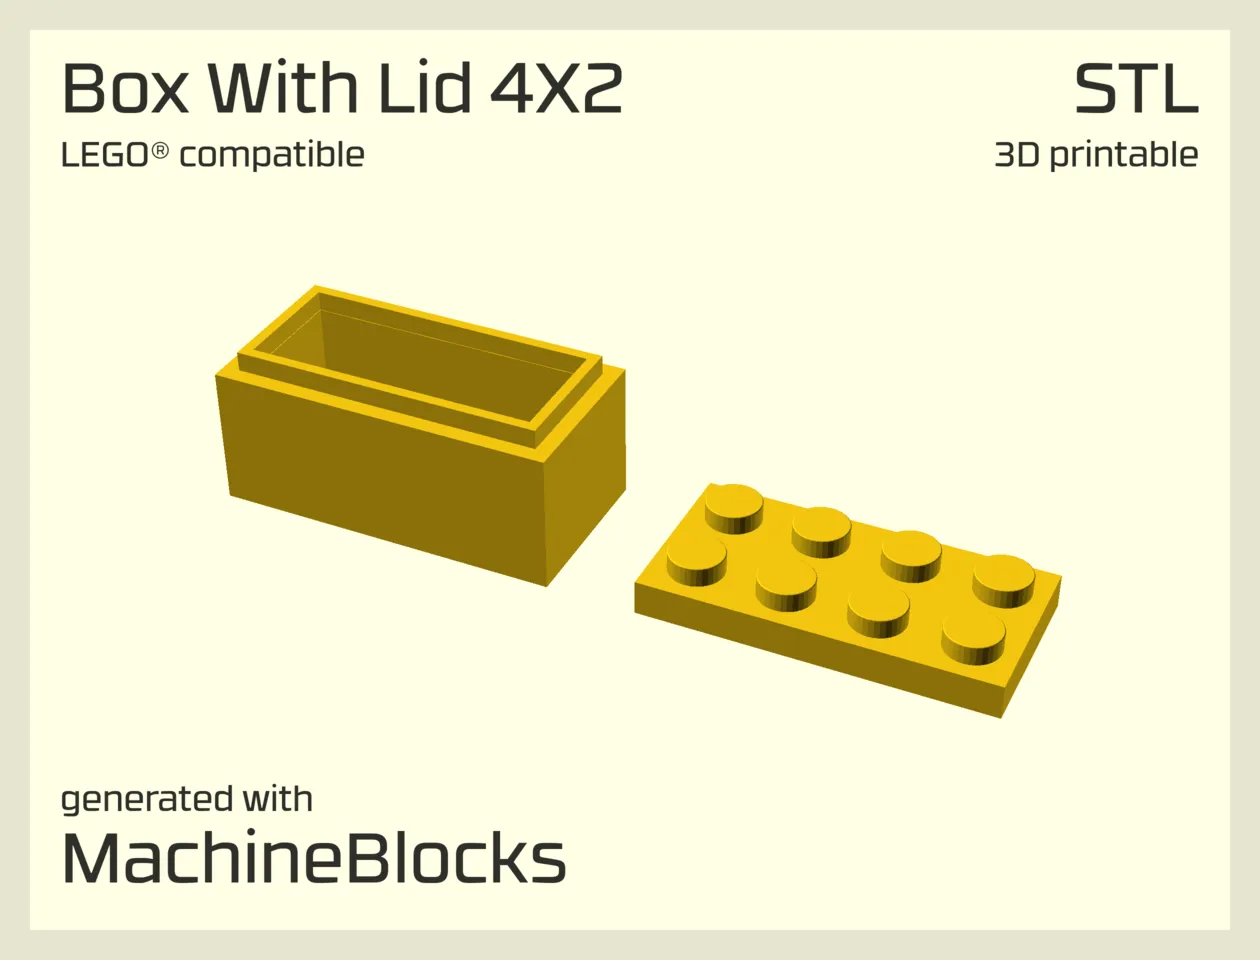 Box With Lid 4X2
STL
LEGO® compatible
3D printable
generated with
MachineBlocks